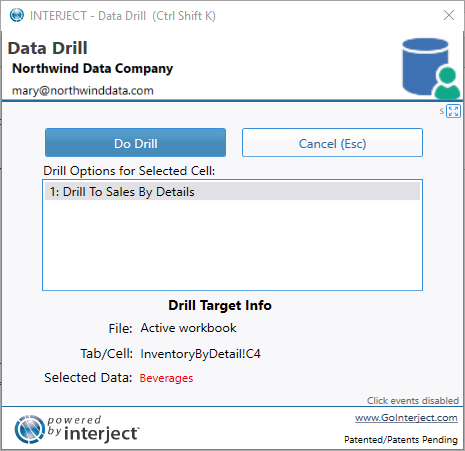 INTERJECT - Data Drill  (Ctrl Shift K)
Data Drill
Northwind Data Company
mary@northwinddata.com
s
Do Drill
Cancel (Esc)
Drill Options for Selected Cell:
1: Drill To Sales By Details
Drill Target Info
File: Active workbook
Tab/Cell: InventoryByDetail!C4
Selected Data: Beverages
Click events disabled
powered by interject
www.GoInterject.com
Patented/Patents Pending